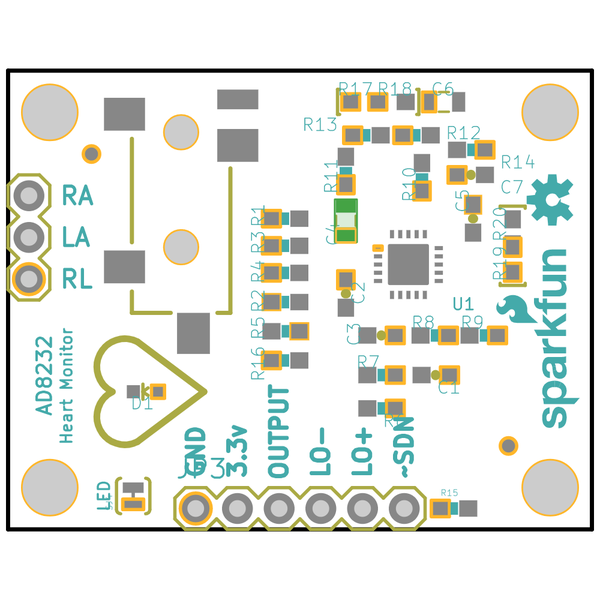 R17 R18 C6
R13
R12
R14
R11
R10
C7
RA
C5
R1
R20
C4
LA
R3
R19
R4
RL
C2
R2
U1
sparkfun
R5
C3
R8
R9
R16
R7
AD8232
Heart Monitor
D1
C1
GND
3.3v
OUTPUT
LO-
LO+
~SDN
JP3
LED
R15